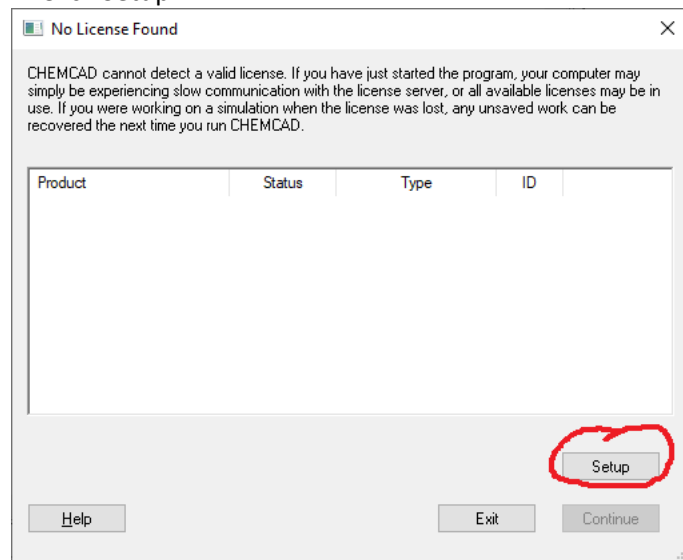 No License Found
CHEMCAD cannot detect a valid license. If you have just started the program, your computer may
simply be experiencing slow communication with the license server, or all available licenses may be in
use. If you were working on a simulation when the license was lost, any unsaved work can be
recovered the next time you run CHEMCAD.
Product Status Type ID
Setup
Help Exit Continue